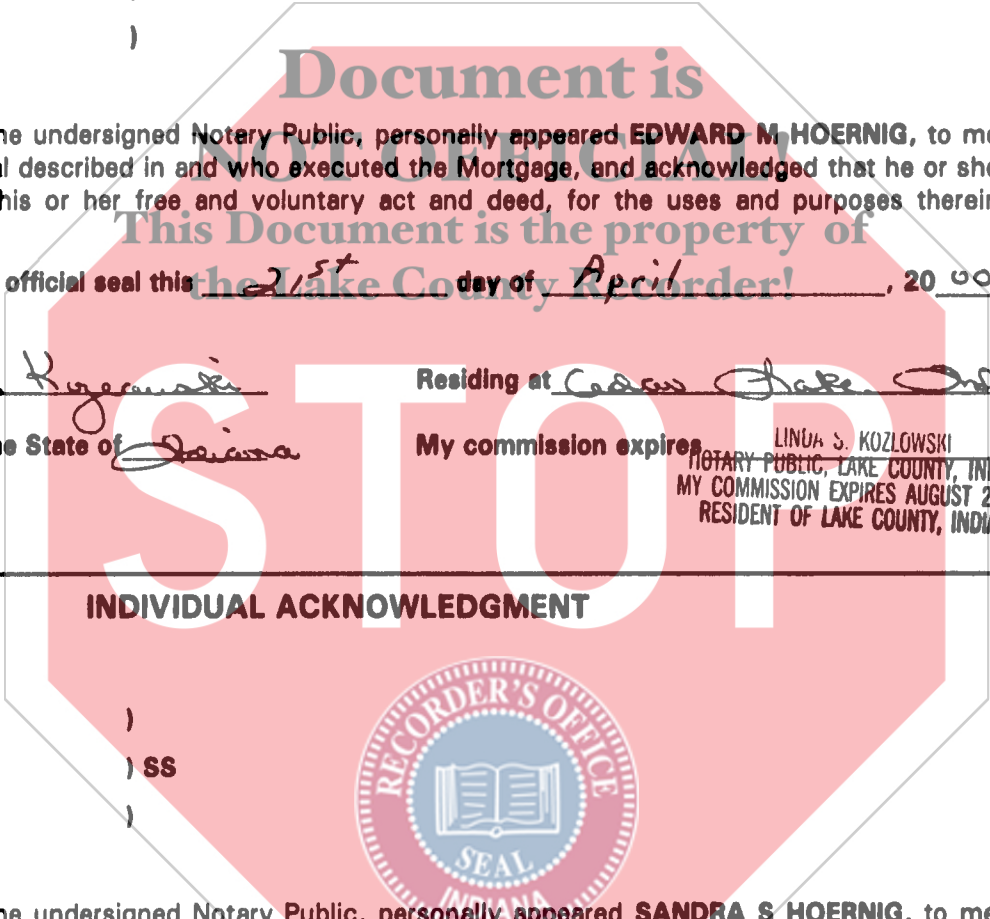 )
Document is
NOT OFFICIAL!
This Document is the property of
the Lake County Recorder!
he undersigned Notary Public, personally appeared EDWARD M HOERNIG, to me
l described in and who executed the Mortgage, and acknowledged that he or she
his or her free and voluntary act and deed, for the uses and purposes therein
official seal this 21st day of April, 20 00
Kozlowski Residing at Cedar Lake Ind
e State of Indiana My commission expires
LINDA S. KOZLOWSKI
NOTARY PUBLIC, LAKE COUNTY, IN
MY COMMISSION EXPIRES AUGUST 2
RESIDENT OF LAKE COUNTY, INDI
STOP
INDIVIDUAL ACKNOWLEDGMENT
)
) SS
)
RECORDER'S OFFICE
SEAL
INDIANA
he undersigned Notary Public, personally appeared SANDRA S HOERNIG, to me